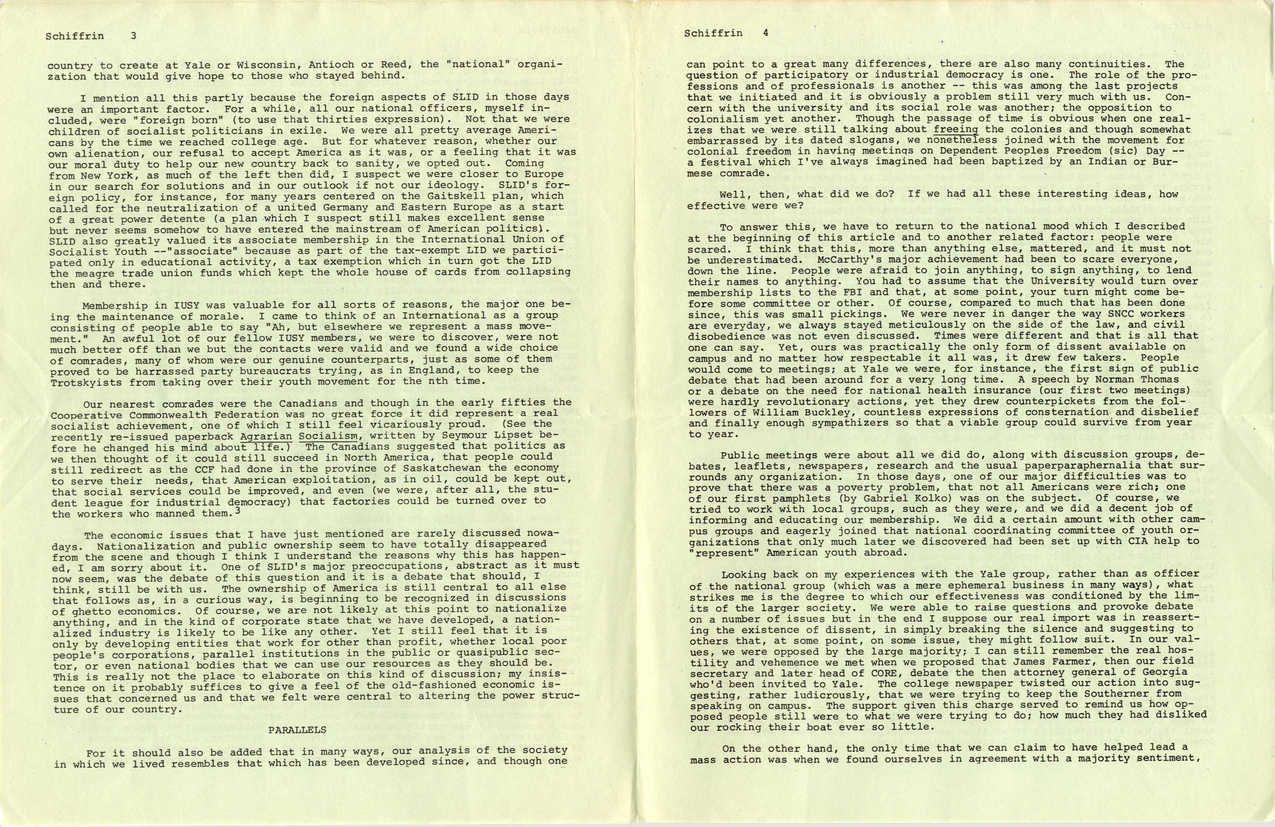 Schiffrin 3
country to create at Yale or Wisconsin, Antioch or Reed, the "national" organi-
zation that would give hope to those who stayed behind.
I mention all this partly because the foreign aspects of SLID in those days
were an important factor. For a while, all our national officers, myself in-
cluded, were "foreign born" (to use that thirties expression). Not that we were
children of socialist politicians in exile. We were all pretty average Ameri-
cans by the time we reached college age. But for whatever reason, whether our
own alienation, our refusal to accept America as it was, or a feeling that it was
our moral duty to help our new country back to sanity, we opted out. Coming
from New York, as much of the left then did, I suspect we were closer to Europe
in our search for solutions and in our outlook if not our ideology. SLID's for-
eign policy, for instance, for many years centered on the Gaitskell plan, which
called for the neutralization of a united Germany and Eastern Europe as a start
of a great power detente (a plan which I suspect still makes excellent sense
but never seems somehow to have entered the mainstream of American politics).
SLID also greatly valued its associate membership in the International Union of
Socialist Youth --"associate" because as part of the tax-exempt LID we partici-
pated only in educational activity, a tax exemption which in turn got the LID
the meagre trade union funds which kept the whole house of cards from collapsing
then and there.
Membership in IUSY was valuable for all sorts of reasons, the major one be-
ing the maintenance of morale. I came to think of an International as a group
consisting of people able to say "Ah, but elsewhere we represent a mass move-
ment." An awful lot of our fellow IUSY members, we were to discover, were not
much better off than we but the contacts were valid and we found a wide choice
of comrades, many of whom were our genuine counterparts, just as some of them
proved to be harrassed party bureaucrats trying, as in England, to keep the
Trotskyists from taking over their youth movement for the nth time.
Our nearest comrades were the Canadians and though in the early fifties the
Cooperative Commonwealth Federation was no great force it did represent a real
socialist achievement, one of which I still feel vicariously proud. (See the
recently re-issued paperback Agrarian Socialism, written by Seymour Lipset be-
fore he changed his mind about life.) The Canadians suggested that politics as
we then thought of it could still succeed in North America, that people could
still redirect as the CCF had done in the province of Saskatchewan the economy
to serve their needs, that American exploitation, as in oil, could be kept out,
that social services could be improved, and even (we were, after all, the stu-
dent league for industrial democracy) that factories could be turned over to
the workers who manned them.3
The economic issues that I have just mentioned are rarely discussed nowa-
days. Nationalization and public ownership seem to have totally disappeared
from the scene and though I think I understand the reasons why this has happen-
ed, I am sorry about it. One of SLID's major preoccupations, abstract as it must
now seem, was the debate of this question and it is a debate that should, I
think, still be with us. The ownership of America is still central to all else
that follows as, in a curious way, is beginning to be recognized in discussions
of ghetto economics. Of course, we are not likely at this point to nationalize
anything, and in the kind of corporate state that we have developed, a nation-
alized industry is likely to be like any other. Yet I still feel that it is
only by developing entities that work for other than profit, whether local poor
people's corporations, parallel institutions in the public or quasipublic sec-
tor, or even national bodies that we can use our resources as they should be.
This is really not the place to elaborate on this kind of discussion; my insis-
tence on it probably suffices to give a feel of the old-fashioned economic is-
sues that concerned us and that we felt were central to altering the power struc-
ture of our country.
PARALLELS
For it should also be added that in many ways, our analysis of the society
in which we lived resembles that which has been developed since, and though one
Schiffrin 4
can point to a great many differences, there are also many continuities. The
question of participatory or industrial democracy is one. The role of the pro-
fessions and of professionals is another -- this was among the last projects
that we initiated and it is obviously a problem still very much with us. Con-
cern with the university and its social role was another; the opposition to
colonialism yet another. Though the passage of time is obvious when one real-
izes that we were still talking about freeing the colonies and though somewhat
embarrassed by its dated slogans, we nonetheless joined with the movement for
colonial freedom in having meetings on Dependent Peoples Freedom (sic) Day --
a festival which I've always imagined had been baptized by an Indian or Bur-
mese comrade.
Well, then, what did we do? If we had all these interesting ideas, how
effective were we?
To answer this, we have to return to the national mood which I described
at the beginning of this article and to another related factor: people were
scared. I think that this, more than anything else, mattered, and it must not
be underestimated. McCarthy's major achievement had been to scare everyone,
down the line. People were afraid to join anything, to sign anything, to lend
their names to anything. You had to assume that the University would turn over
membership lists to the FBI and that, at some point, your turn might come be-
fore some committee or other. Of course, compared to much that has been done
since, this was small pickings. We were never in danger the way SNCC workers
are everyday, we always stayed meticulously on the side of the law, and civil
disobedience was not even discussed. Times were different and that is all that
one can say. Yet, ours was practically the only form of dissent available on
campus and no matter how respectable it all was, it drew few takers. People
would come to meetings; at Yale we were, for instance, the first sign of public
debate that had been around for a very long time. A speech by Norman Thomas
or a debate on the need for national health insurance (our first two meetings)
were hardly revolutionary actions, yet they drew counterpickets from the fol-
lowers of William Buckley, countless expressions of consternation and disbelief
and finally enough sympathizers so that a viable group could survive from year
to year.
Public meetings were about all we did do, along with discussion groups, de-
bates, leaflets, newspapers, research and the usual paperparaphernalia that sur-
rounds any organization. In those days, one of our major difficulties was to
prove that there was a poverty problem, that not all Americans were rich; one
of our first pamphlets (by Gabriel Kolko) was on the subject. Of course, we
tried to work with local groups, such as they were, and we did a decent job of
informing and educating our membership. We did a certain amount with other cam-
pus groups and eagerly joined that national coordinating committee of youth or-
ganizations that only much later we discovered had been set up with CIA help to
"represent" American youth abroad.
Looking back on my experiences with the Yale group, rather than as officer
of the national group (which was a mere ephemeral business in many ways), what
strikes me is the degree to which our effectiveness was conditioned by the lim-
its of the larger society. We were able to raise questions and provoke debate
on a number of issues but in the end I suppose our real import was in reassert-
ing the existence of dissent, in simply breaking the silence and suggesting to
others that, at some point, on some issue, they might follow suit. In our val-
ues, we were opposed by the large majority; I can still remember the real hos-
tility and vehemence we met when we proposed that James Farmer, then our field
secretary and later head of CORE, debate the then attorney general of Georgia
who'd been invited to Yale. The college newspaper twisted our action into sug-
gesting, rather ludicrously, that we were trying to keep the Southerner from
speaking on campus. The support given this charge served to remind us how op-
posed people still were to what we were trying to do; how much they had disliked
our rocking their boat ever so little.
On the other hand, the only time that we can claim to have helped lead a
mass action was when we found ourselves in agreement with a majority sentiment,